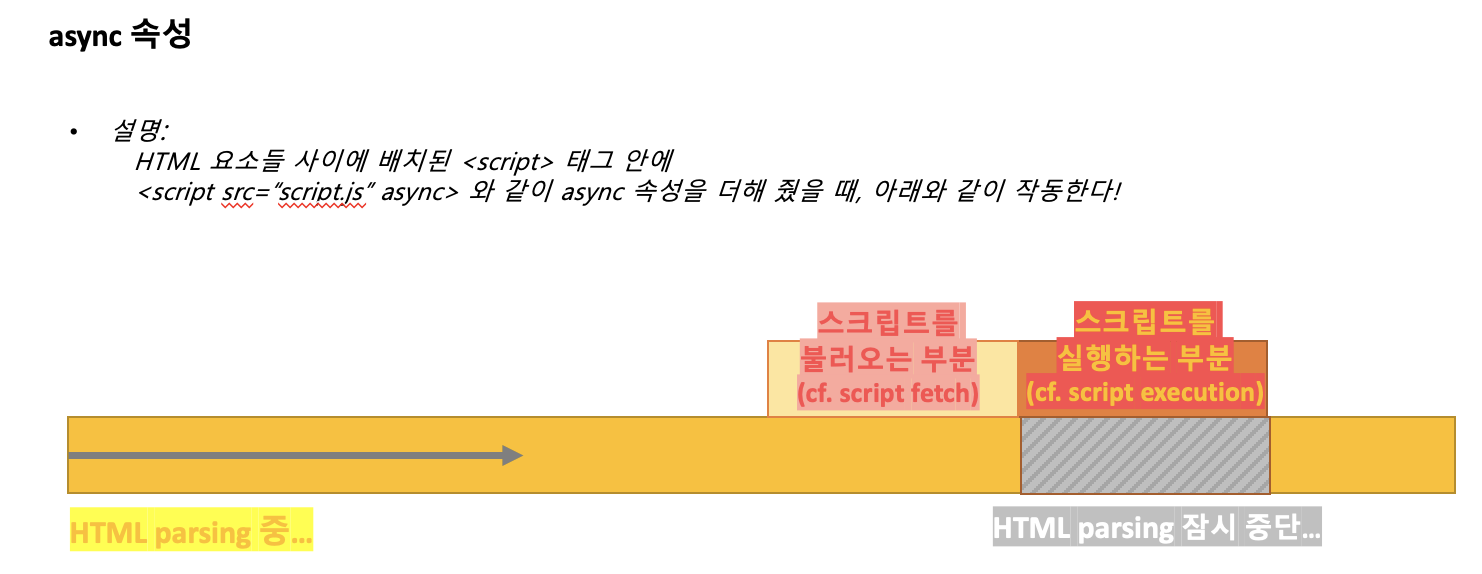 async 속성
• 설명:
HTML 요소들 사이에 배치된 <script> 태그 안에
<script src=“script.js” async> 와 같이 async 속성을 더해 줬을 때, 아래와 같이 작동한다!
스크립트를
불러오는 부분
(cf. script fetch)
스크립트를
실행하는 부분
(cf. script execution)
HTML parsing 중...
HTML parsing 잠시 중단...